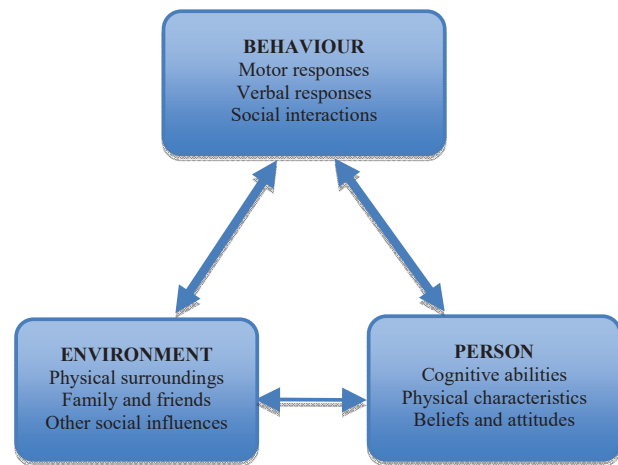 BEHAVIOUR
Motor responses
Verbal responses
Social interactions
ENVIRONMENT
Physical surroundings
Family and friends
Other social influences
PERSON
Cognitive abilities
Physical characteristics
Beliefs and attitudes